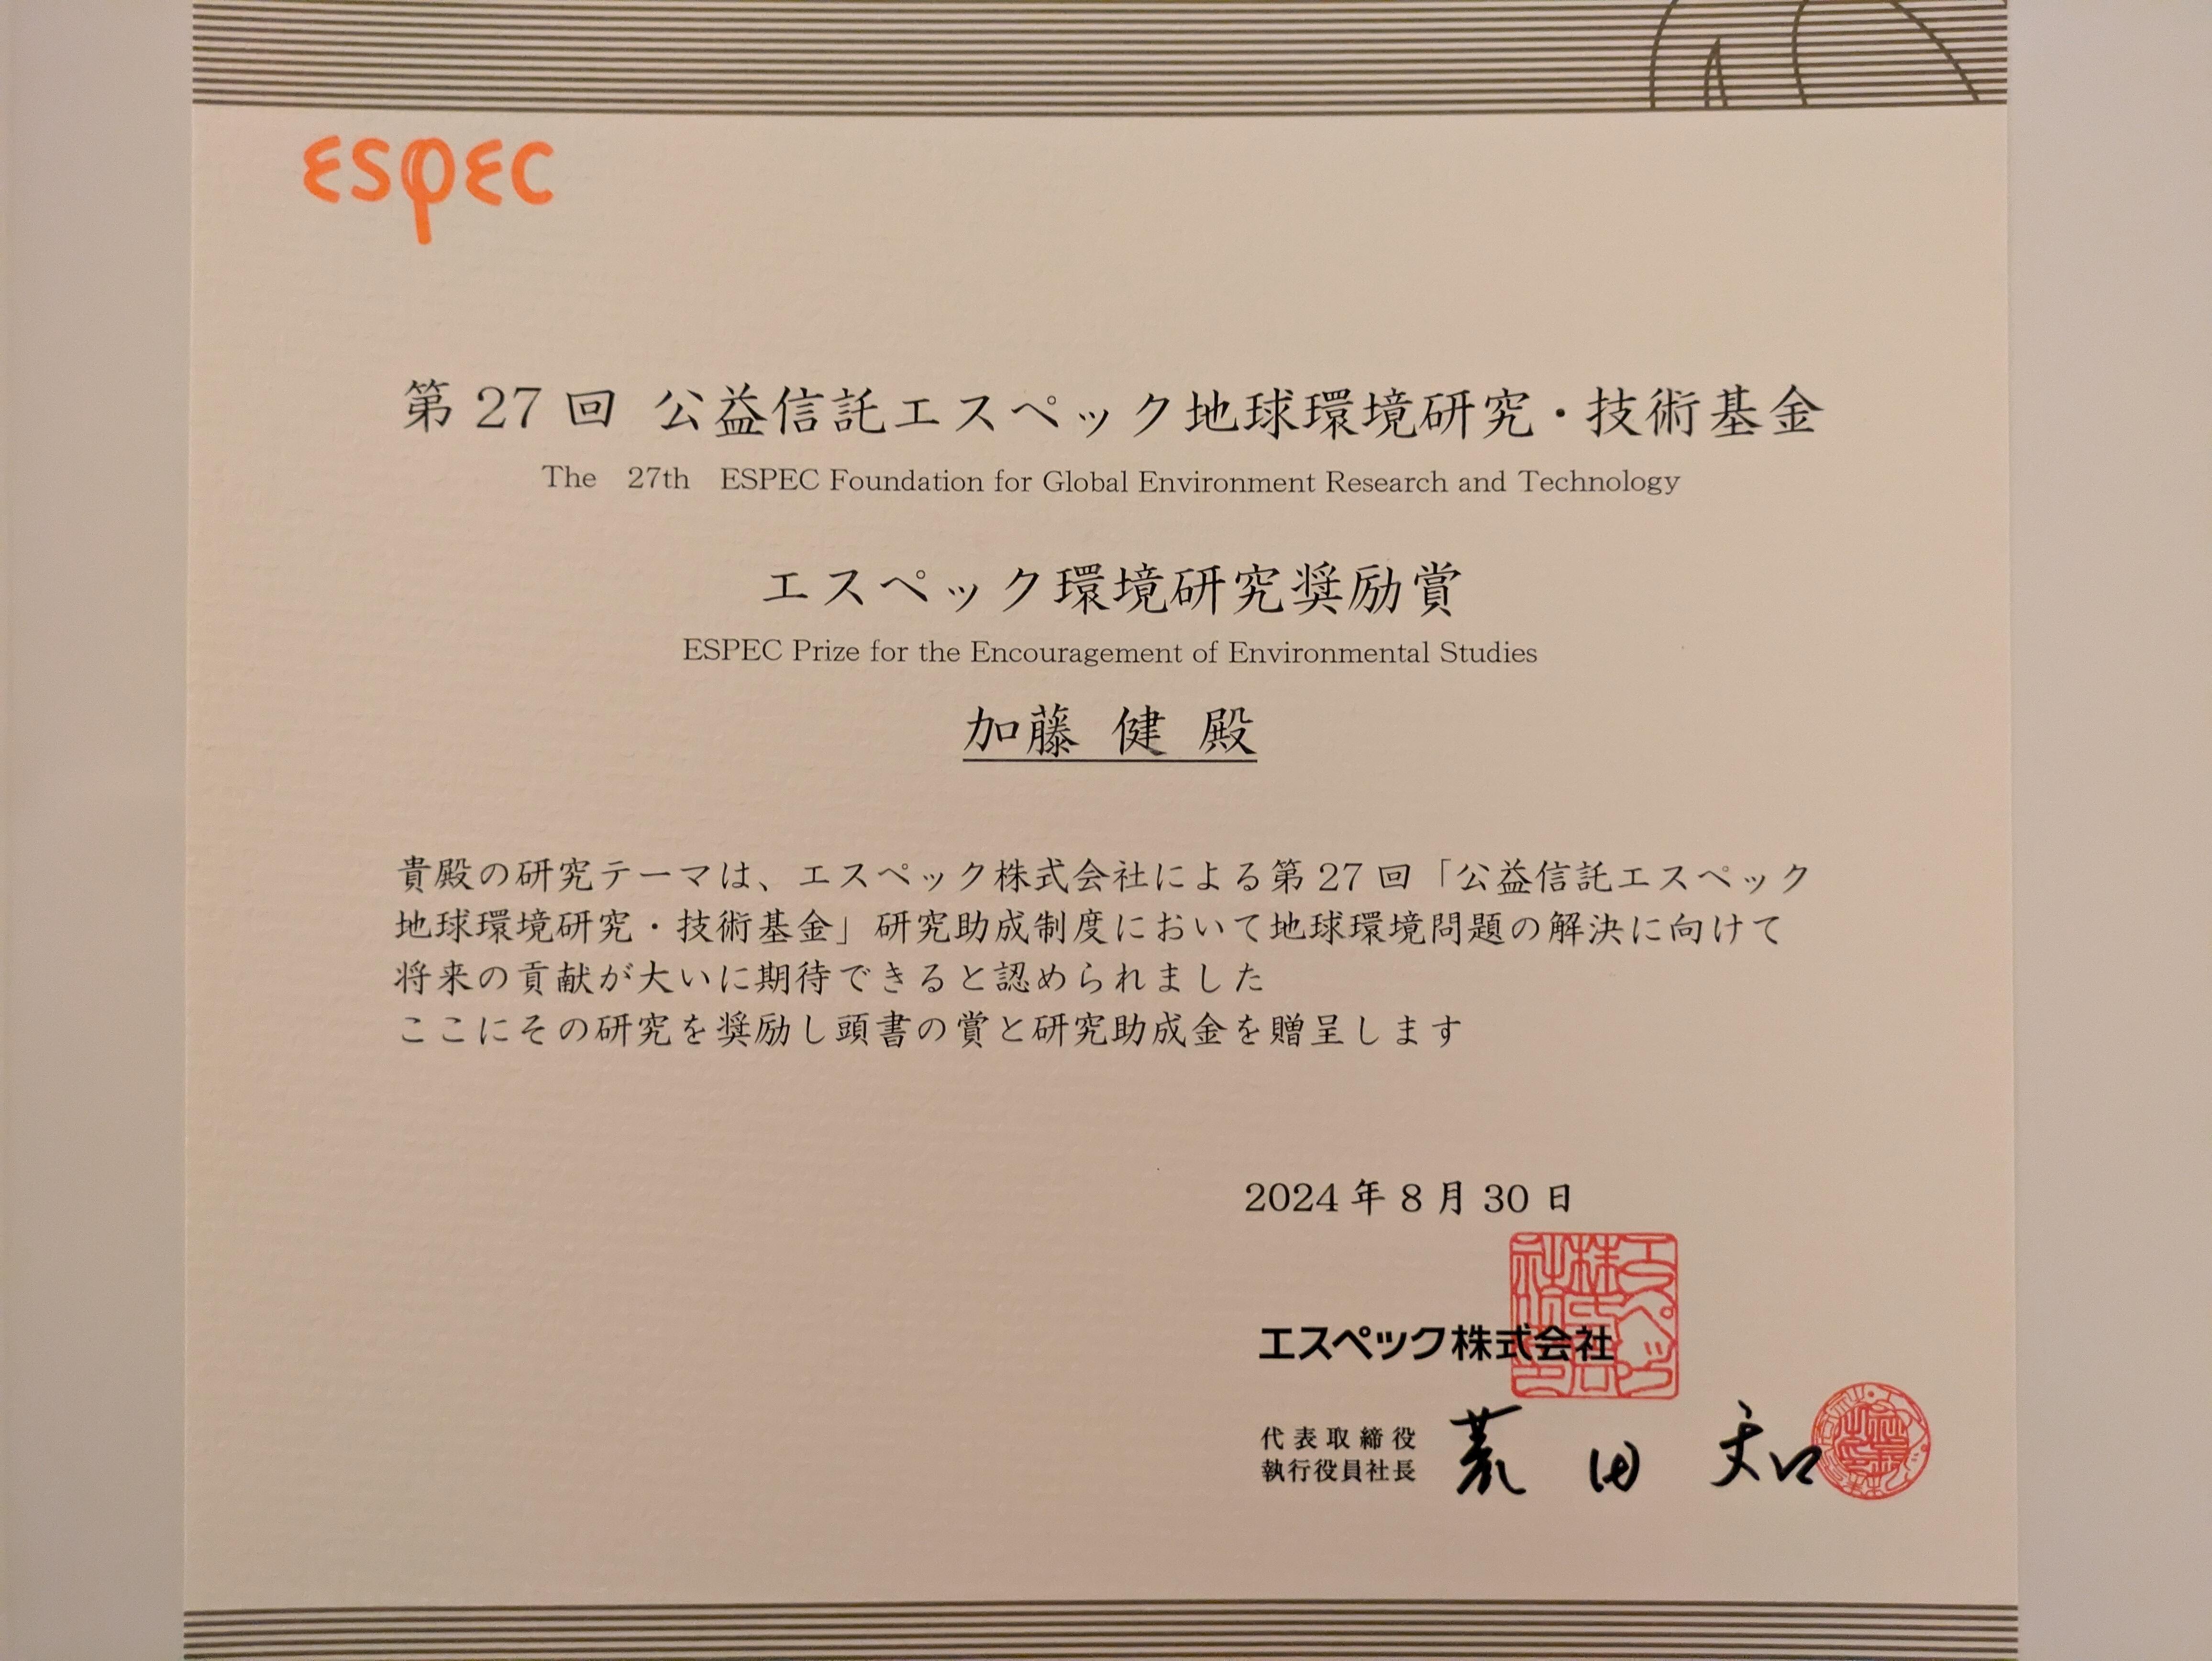 ESPEC
第 27 回 公益信託エスペック地球環境研究・技術基金
The 27th ESPEC Foundation for Global Environment Research and Technology
エスペック環境研究奨励賞
ESPEC Prize for the Encouragement of Environmental Studies
加藤 健 殿
貴殿の研究テーマは、エスペック株式会社による第 27 回「公益信託エスペック
地球環境研究・技術基金」研究助成制度において地球環境問題の解決に向けて
将来の貢献が大いに期待できると認められました
ここにその研究を奨励し頭書の賞と研究助成金を贈呈します
2024 年 8 月 30 日
エスペック株式会社
代表取締役
執行役員社長
荒田 知